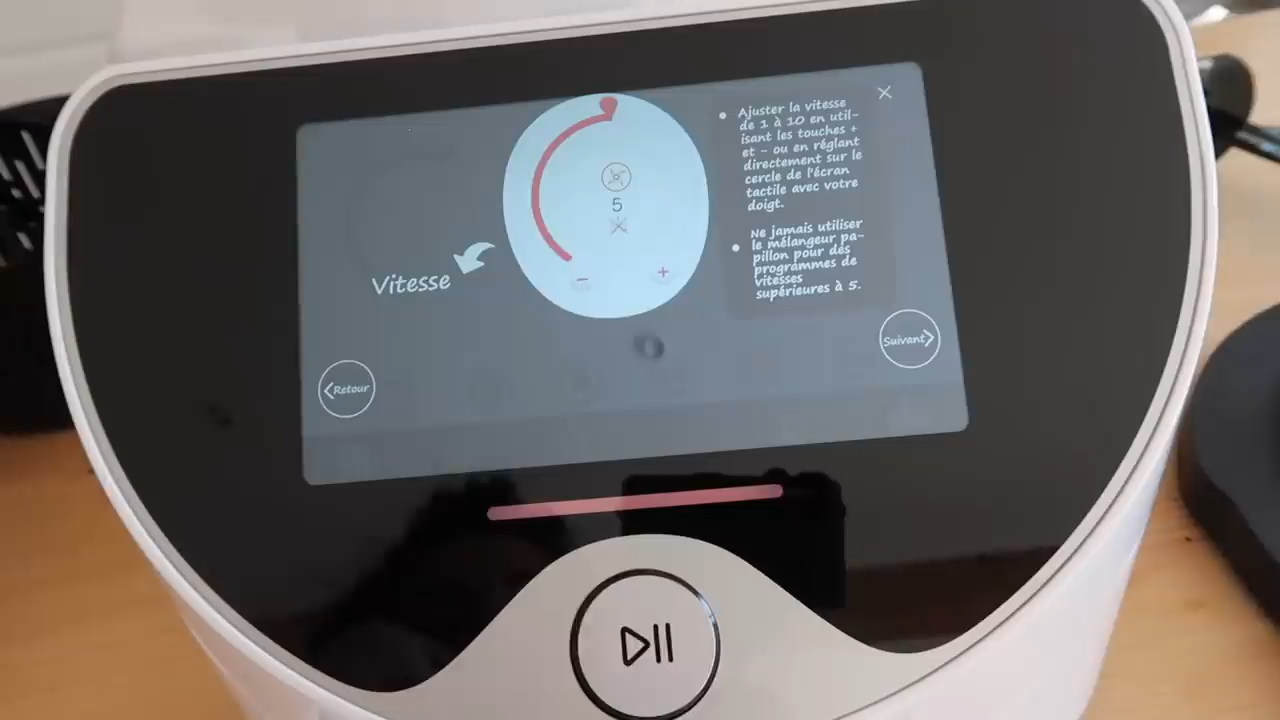 Ajuster la vitesse
de 1 à 10 en util-
isant les touches +
et - ou en réglant
directement sur le
cercle de l'écran
tactile avec votre
doigt.
Ne jamais utiliser
le mélangeur pa-
pillon pour des
programmes de
vitesses
supérieures à 5.
5
- +
Vitesse
<Retour
Suivant>